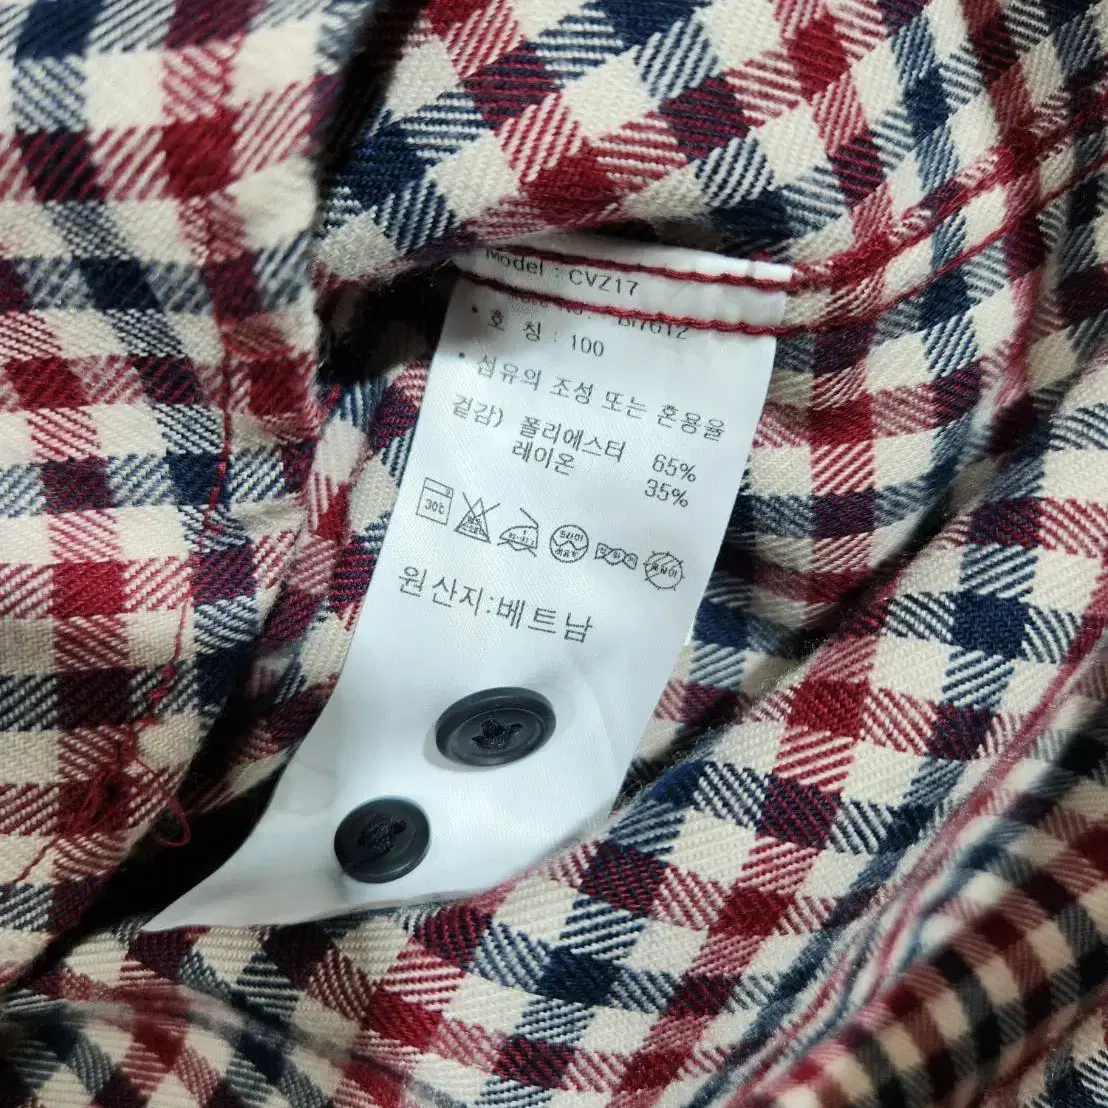 Model : CVZ17
• 호 칭 : 100
• 섬유의 조성 또는 혼용율
겉감) 폴리에스터 65%
레이온 35%
30℃
원산지:베트남